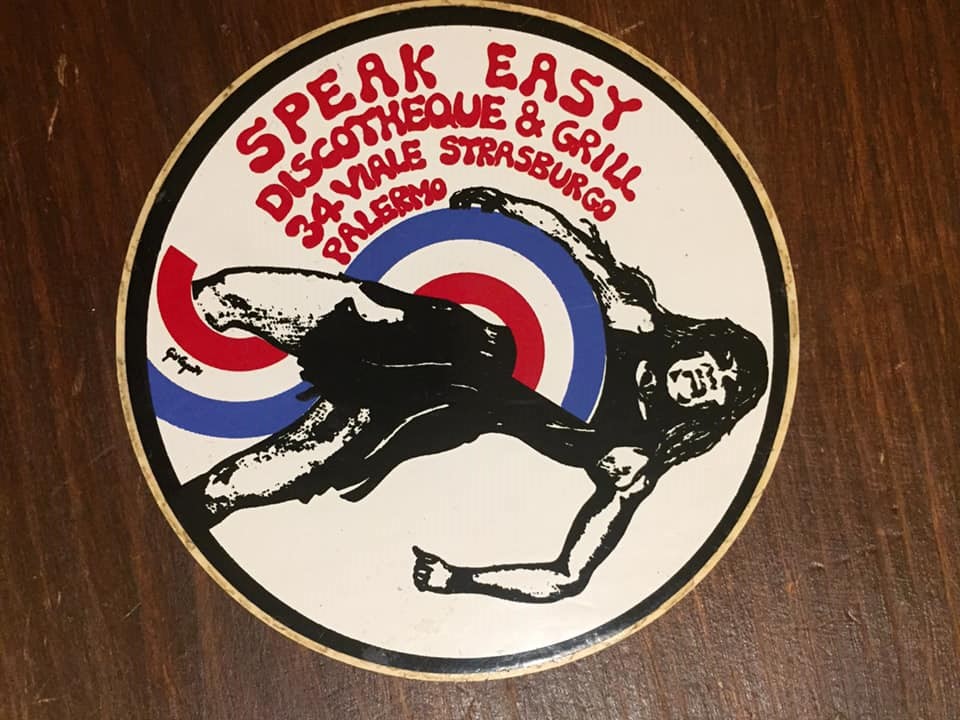 SPEAK EASY
DISCOTHEQUE & GRILL
34 VIALE STRASBURGO
PALERMO